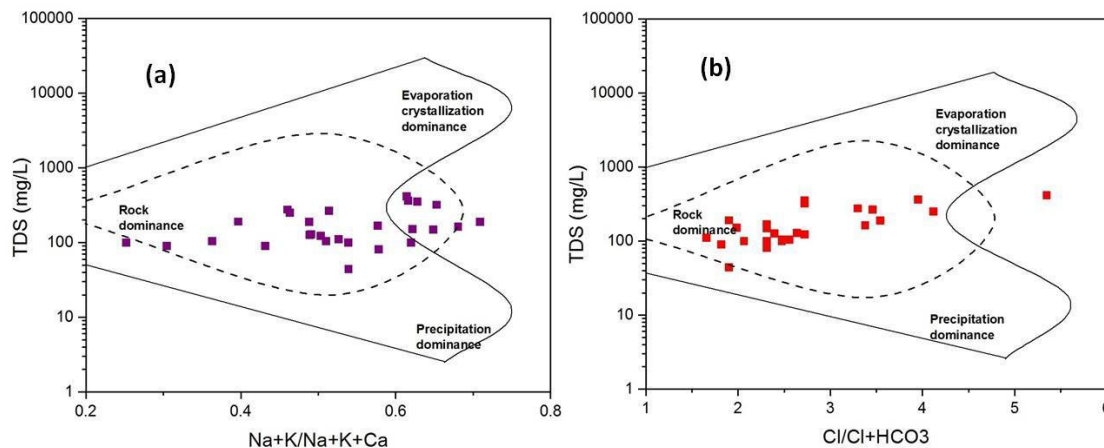 (a)
100000
10000
1000
100
10
1
TDS (mg/L)
Evaporation
crystallization
dominance
Rock
dominance
Precipitation
dominance
0.2 0.4 0.6 0.8
Na+K/Na+K+Ca
(b)
100000
10000
1000
100
10
1
TDS (mg/L)
Evaporation
crystallization
dominance
Rock
dominance
Precipitation
dominance
1 2 3 4 5 6
Cl/Cl+HCO3